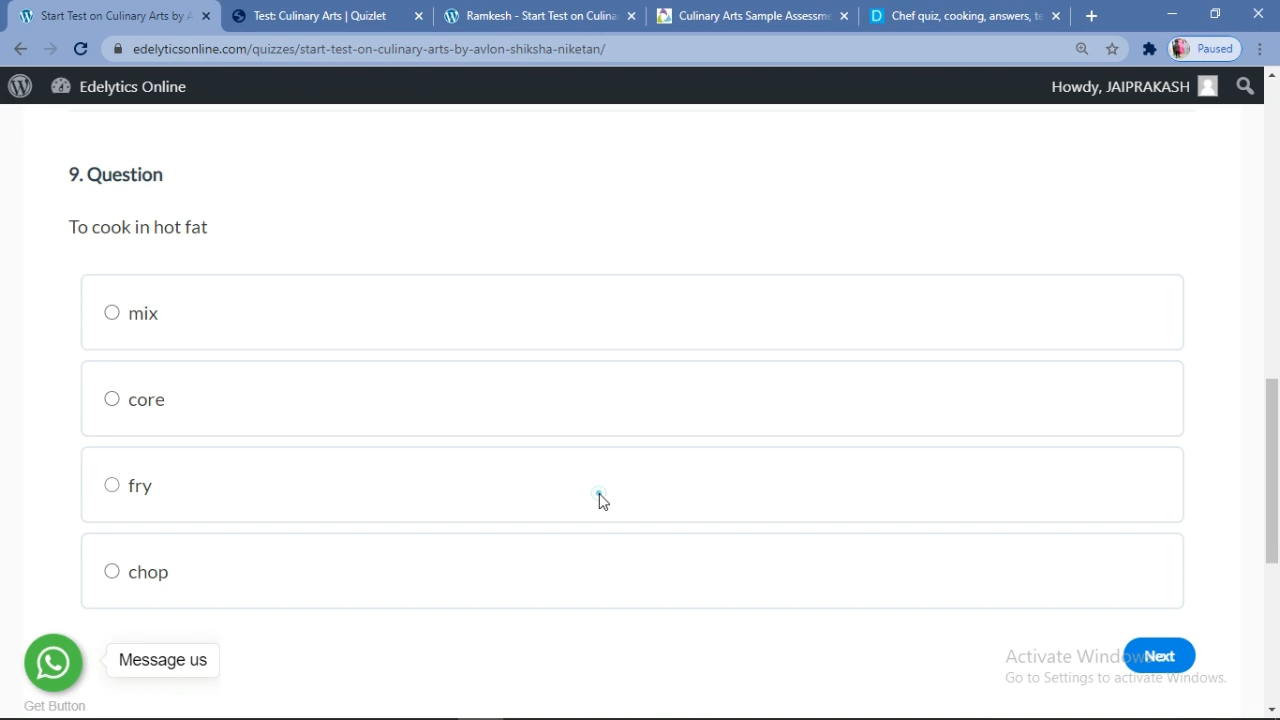 Start Test on Culinary Arts by A
Test: Culinary Arts | Quizlet
Ramkesh - Start Test on Culina
Culinary Arts Sample Assessme
Chef quiz, cooking, answers, te
edelyticsonline.com/quizzes/start-test-on-culinary-arts-by-avlon-shiksha-niketan/
Paused
Edelytics Online
Howdy, JAIPRAKASH
9. Question
To cook in hot fat
mix
core
fry
chop
Message us
Get Button
Next
Activate Windows
Go to Settings to activate Windows.